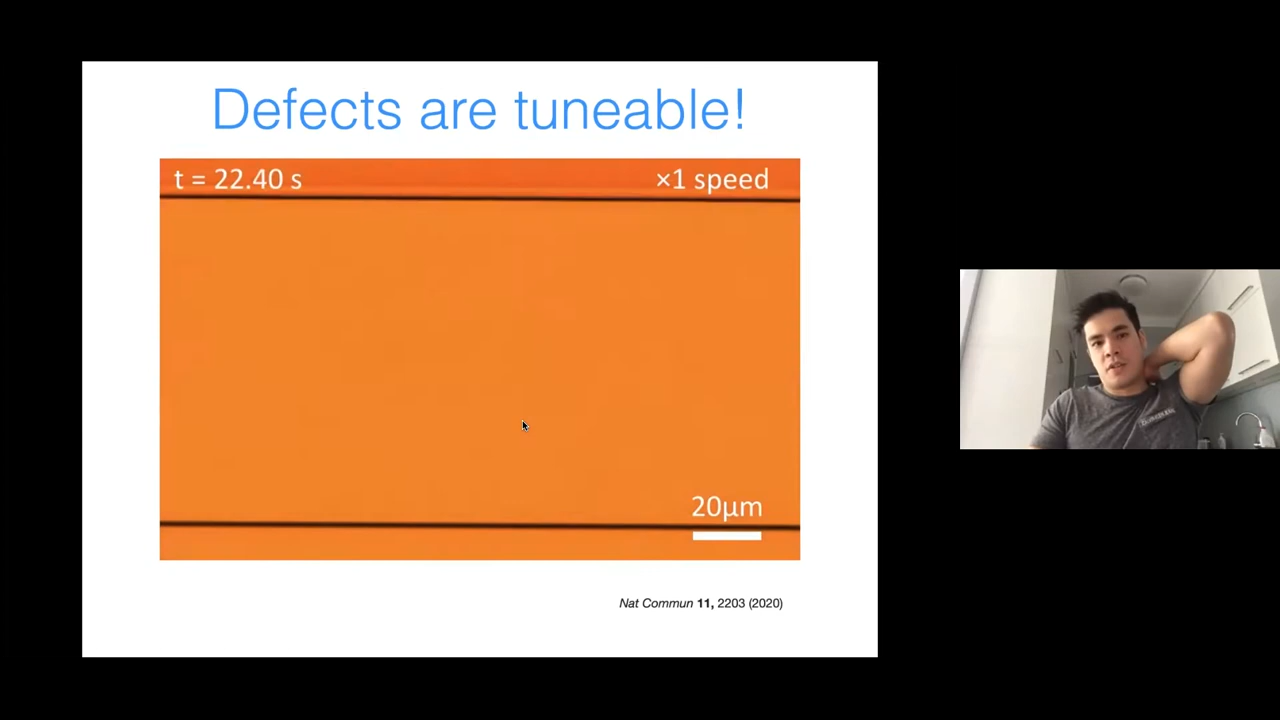 Defects are tuneable!
t = 22.40 s
×1 speed
20µm
Nat Commun 11, 2203 (2020)